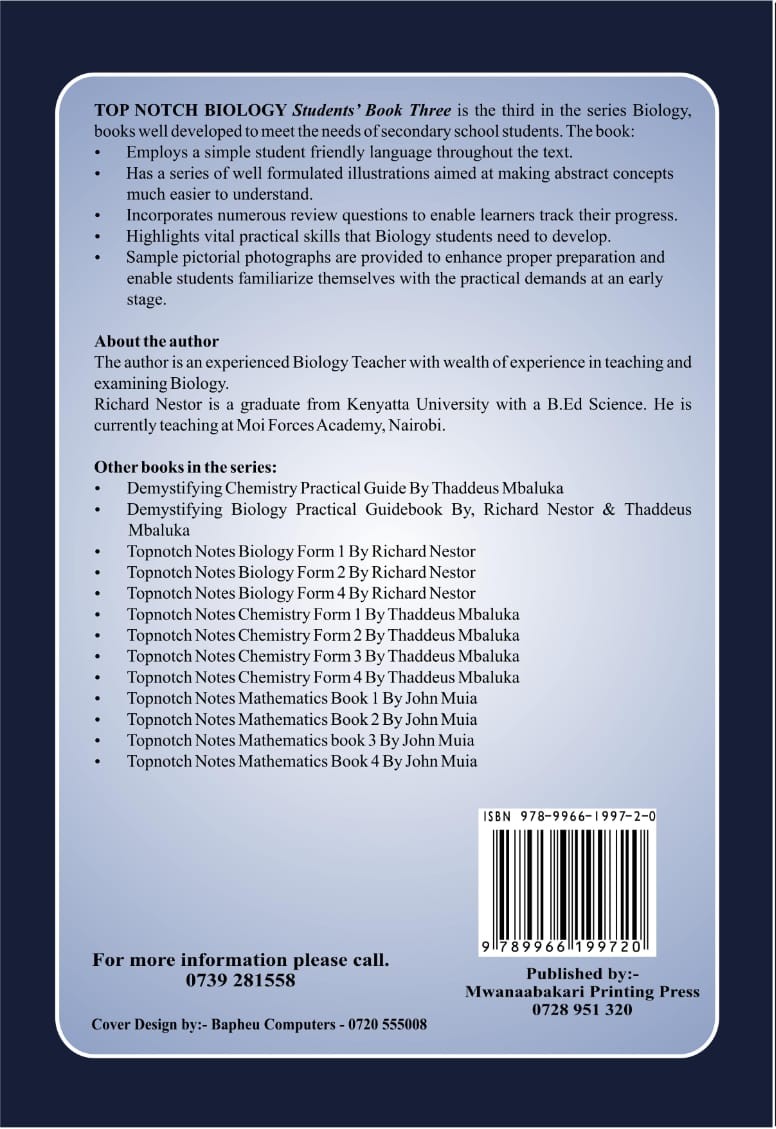 TOP NOTCH BIOLOGY Students' Book Three is the third in the series Biology,
books well developed to meet the needs of secondary school students. The book:
• Employs a simple student friendly language throughout the text.
• Has a series of well formulated illustrations aimed at making abstract concepts
much easier to understand.
• Incorporates numerous review questions to enable learners track their progress.
• Highlights vital practical skills that Biology students need to develop.
• Sample pictorial photographs are provided to enhance proper preparation and
enable students familiarize themselves with the practical demands at an early
stage.
About the author
The author is an experienced Biology Teacher with wealth of experience in teaching and
examining Biology.
Richard Nestor is a graduate from Kenyatta University with a B.Ed Science. He is
currently teaching at Moi Forces Academy, Nairobi.
Other books in the series:
• Demystifying Chemistry Practical Guide By Thaddeus Mbaluka
• Demystifying Biology Practical Guidebook By, Richard Nestor & Thaddeus
Mbaluka
• Topnotch Notes Biology Form 1 By Richard Nestor
• Topnotch Notes Biology Form 2 By Richard Nestor
• Topnotch Notes Biology Form 4 By Richard Nestor
• Topnotch Notes Chemistry Form 1 By Thaddeus Mbaluka
• Topnotch Notes Chemistry Form 2 By Thaddeus Mbaluka
• Topnotch Notes Chemistry Form 3 By Thaddeus Mbaluka
• Topnotch Notes Chemistry Form 4 By Thaddeus Mbaluka
• Topnotch Notes Mathematics Book 1 By John Muia
• Topnotch Notes Mathematics Book 2 By John Muia
• Topnotch Notes Mathematics book 3 By John Muia
• Topnotch Notes Mathematics Book 4 By John Muia
ISBN 978-9966-1997-2-0
9 789966 199720
For more information please call.
0739 281558
Published by:-
Mwanaabakari Printing Press
0728 951 320
Cover Design by:- Bapheu Computers - 0720 555008